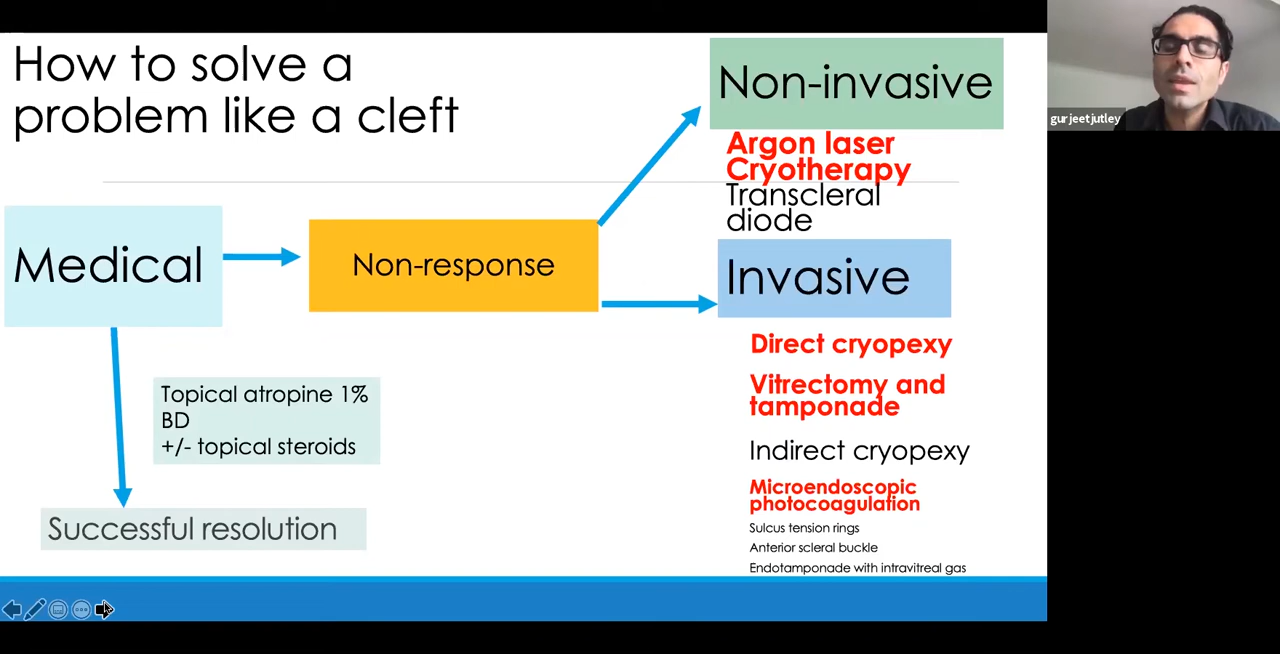 How to solve a
problem like a cleft
Non-invasive
Argon laser
Cryotherapy
Transcleral
diode
Medical
Non-response
Invasive
Topical atropine 1%
BD
+/- topical steroids
Successful resolution
Direct cryopexy
Vitrectomy and
tamponade
Indirect cryopexy
Microendoscopic
photocoagulation
Sulcus tension rings
Anterior scleral buckle
Endotamponade with intravitreal gas
gurjeetjutley